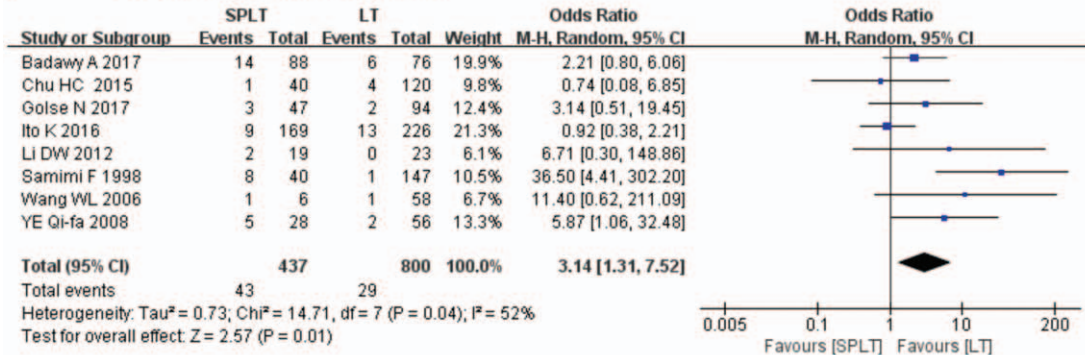 SPLT LT Odds Ratio Odds Ratio
Study or Subgroup Events Total Events Total Weight M-H, Random, 95% CI M-H, Random, 95% CI
Badawy A 2017 14 88 6 76 19.9% 2.21 [0.80, 6.06]
Chu HC 2015 1 40 4 120 9.8% 0.74 [0.08, 6.85]
Golse N 2017 3 47 2 94 12.4% 3.14 [0.51, 19.45]
Ito K 2016 9 169 13 226 21.3% 0.92 [0.38, 2.21]
Li DW 2012 2 19 0 23 6.1% 6.71 [0.30, 148.86]
Samimi F 1998 8 40 1 147 10.5% 36.50 [4.41, 302.20]
Wang WL 2006 1 6 1 58 6.7% 11.40 [0.62, 211.09]
YE Qi-fa 2008 5 28 2 56 13.3% 5.87 [1.06, 32.48]
Total (95% CI) 437 800 100.0% 3.14 [1.31, 7.52]
Total events 43 29
Heterogeneity: Tau² = 0.73; Chi² = 14.71, df = 7 (P = 0.04); I² = 52%
Test for overall effect: Z = 2.57 (P = 0.01)
0.005 0.1 1 10 200
Favours [SPLT] Favours [LT]